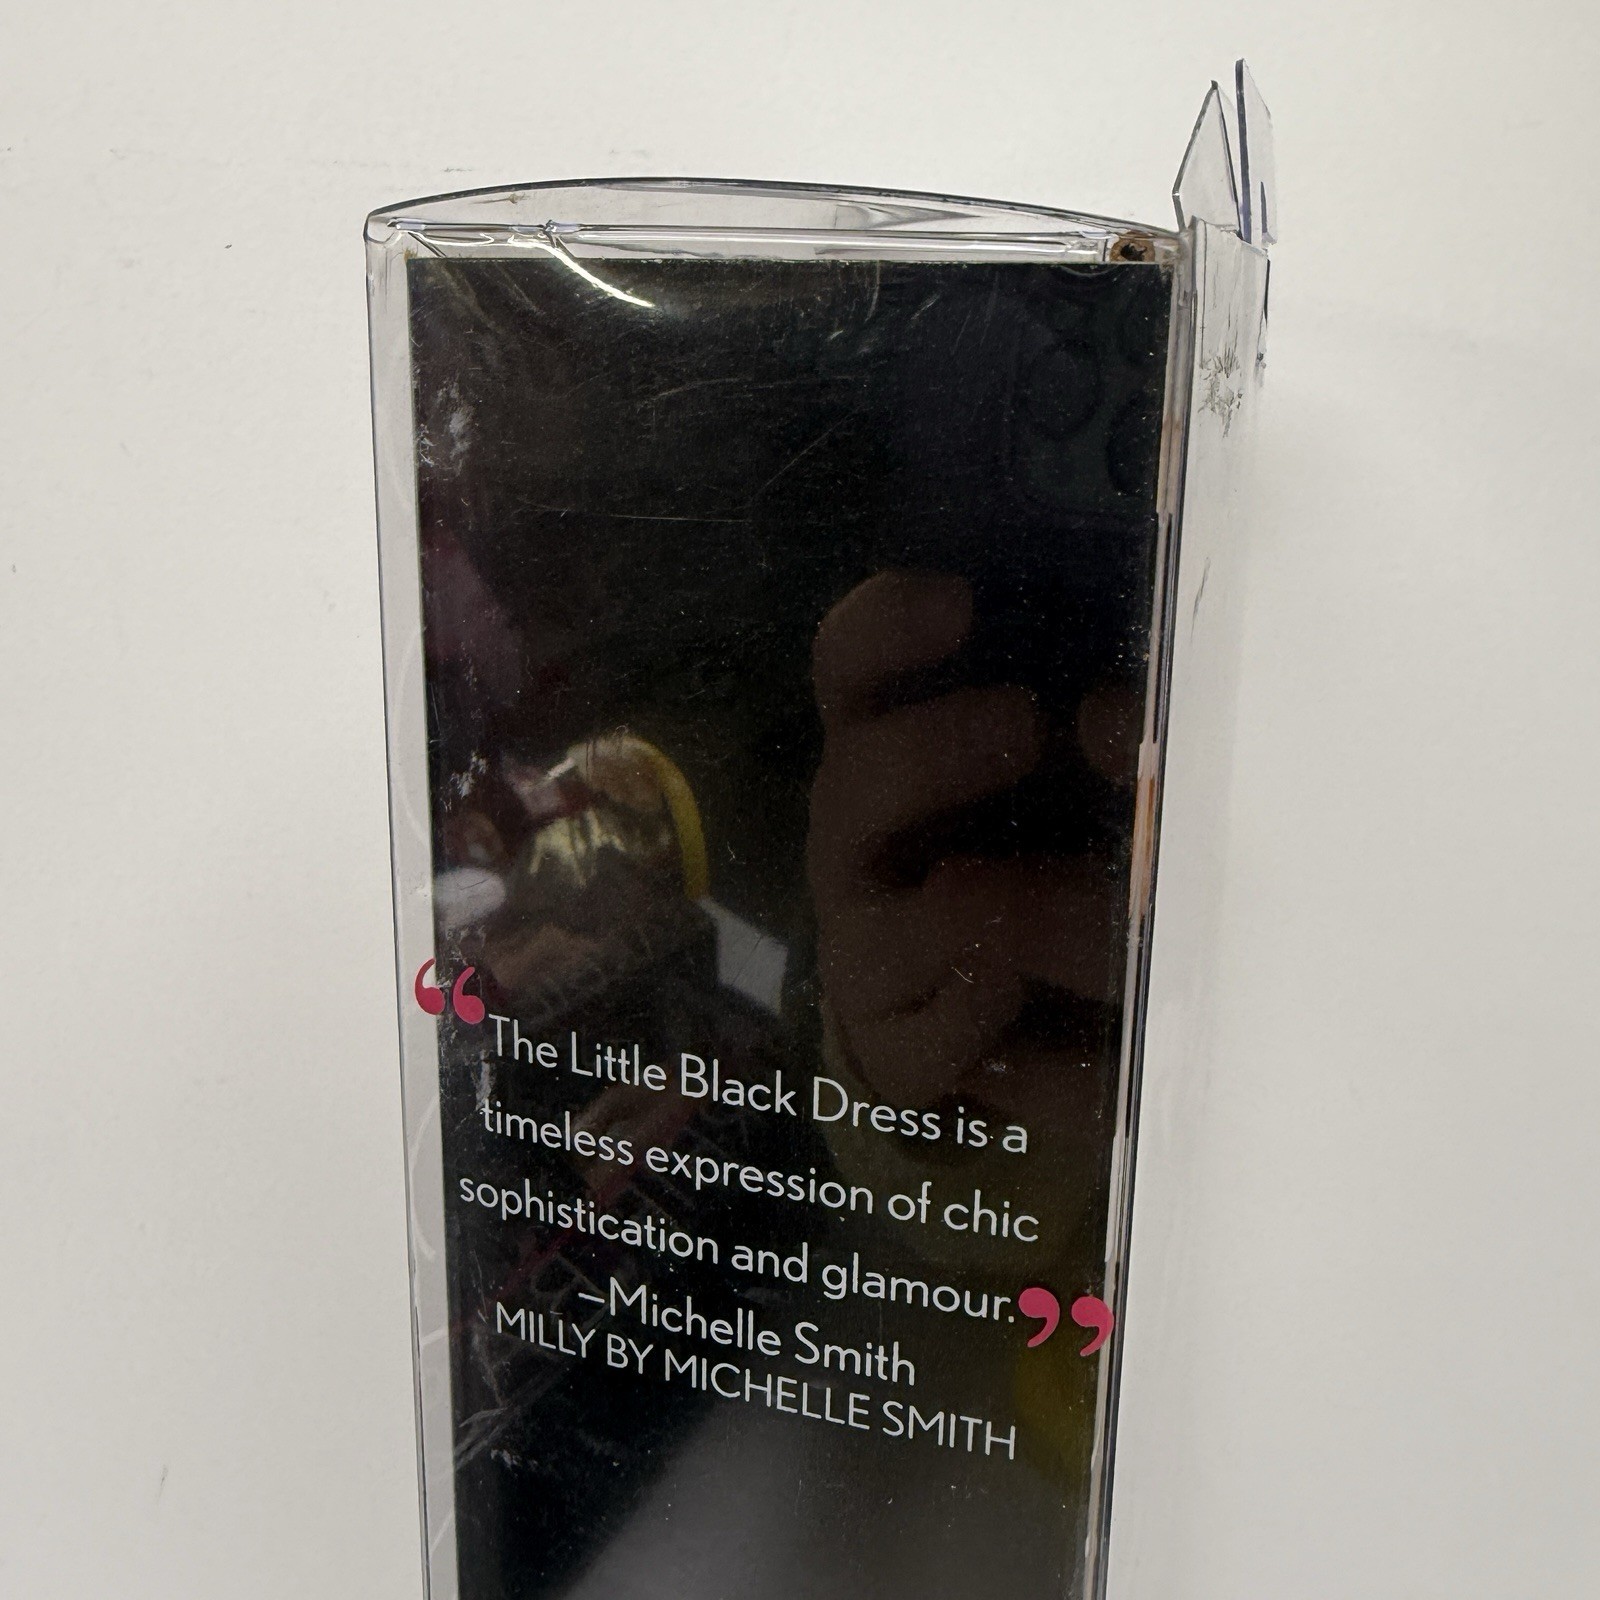 “The Little Black Dress is a
timeless expression of chic
sophistication and glamour.”
–Michelle Smith
MILLY BY MICHELLE SMITH